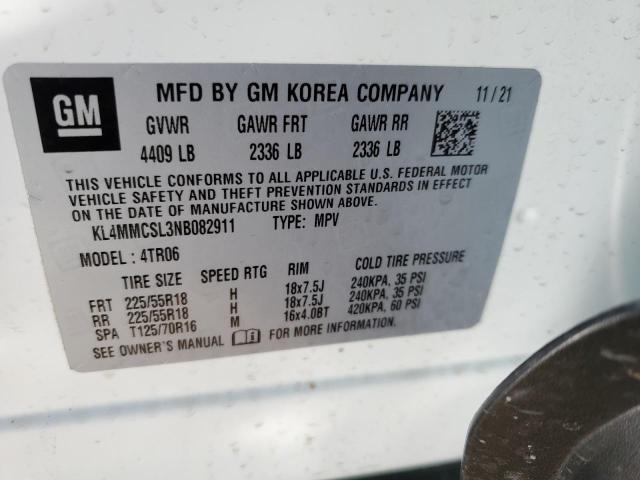 GM
MFD BY GM KOREA COMPANY 11/21
GVWR GAWR FRT GAWR RR
4409 LB 2336 LB 2336 LB
THIS VEHICLE CONFORMS TO ALL APPLICABLE U.S. FEDERAL MOTOR
VEHICLE SAFETY AND THEFT PREVENTION STANDARDS IN EFFECT
ON THE DATE OF MANUFACTURE SHOWN ABOVE.
KL4MMCSL3NB082911 TYPE: MPV
MODEL : 4TR06
TIRE SIZE SPEED RTG RIM COLD TIRE PRESSURE
FRT 225/55R18 H 18x7.5J 240KPA, 35 PSI
RR 225/55R18 H 18x7.5J 240KPA, 35 PSI
SPA T125/70R16 M 16x4.0BT 420KPA, 60 PSI
SEE OWNER'S MANUAL FOR MORE INFORMATION.